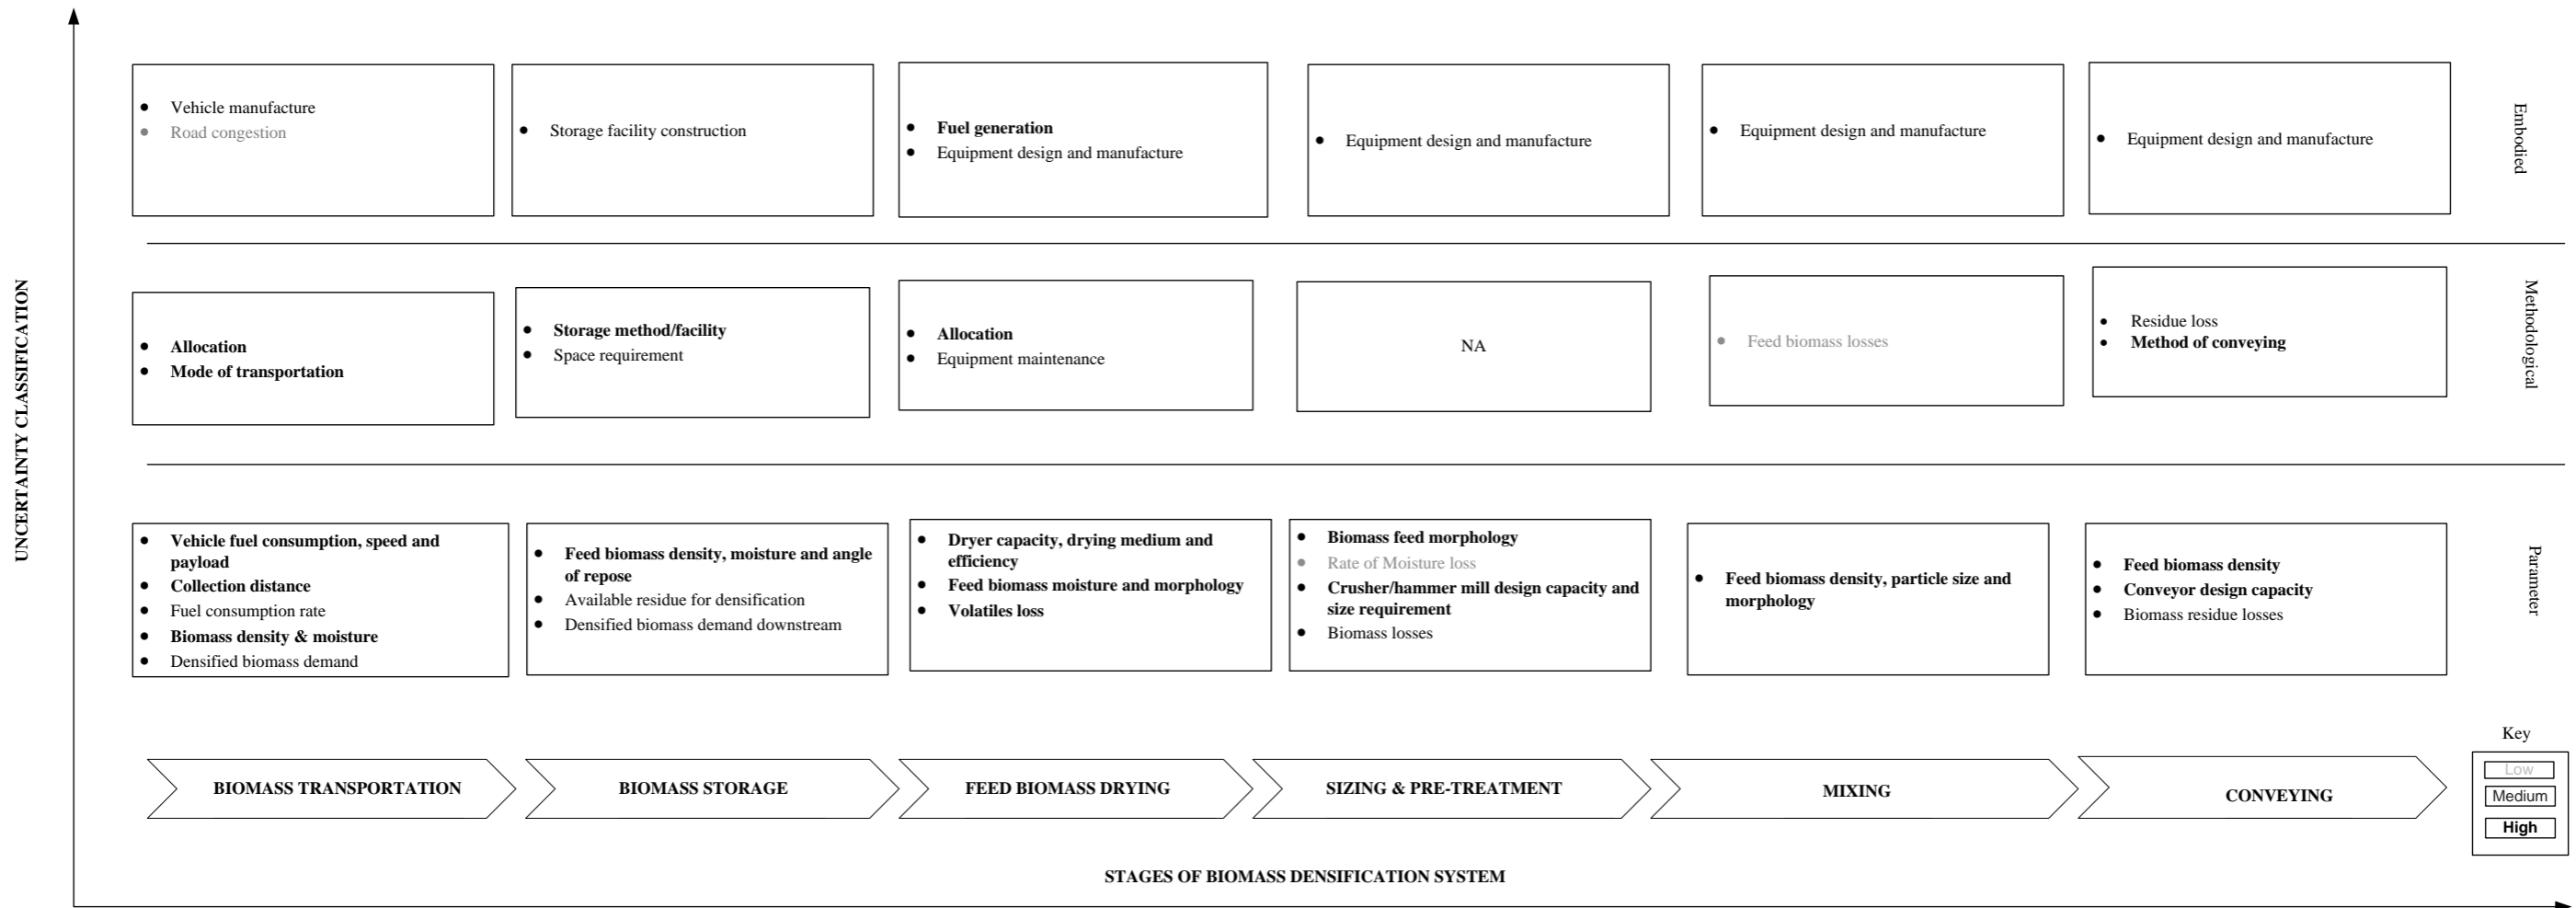 Vehicle manufacture
Road congestion
Storage facility construction
Fuel generation
Equipment design and manufacture
Equipment design and manufacture
Equipment design and manufacture
Equipment design and manufacture
Embodied
UNCERTAINTY CLASSIFICATION
Allocation
Mode of transportation
Storage method/facility
Space requirement
Allocation
Equipment maintenance
NA
Feed biomass losses
Residue loss
Method of conveying
Methodological
Vehicle fuel consumption, speed and
payload
Collection distance
Fuel consumption rate
Biomass density & moisture
Densified biomass demand
Feed biomass density, moisture and angle
of repose
Available residue for densification
Densified biomass demand downstream
Dryer capacity, drying medium and
efficiency
Feed biomass moisture and morphology
Volatiles loss
Biomass feed morphology
Rate of Moisture loss
Crusher/hammer mill design capacity and
size requirement
Biomass losses
Feed biomass density, particle size and
morphology
Feed biomass density
Conveyor design capacity
Biomass residue losses
Parameter
BIOMASS TRANSPORTATION
BIOMASS STORAGE
FEED BIOMASS DRYING
SIZING & PRE-TREATMENT
MIXING
CONVEYING
Key
Low
Medium
High
STAGES OF BIOMASS DENSIFICATION SYSTEM